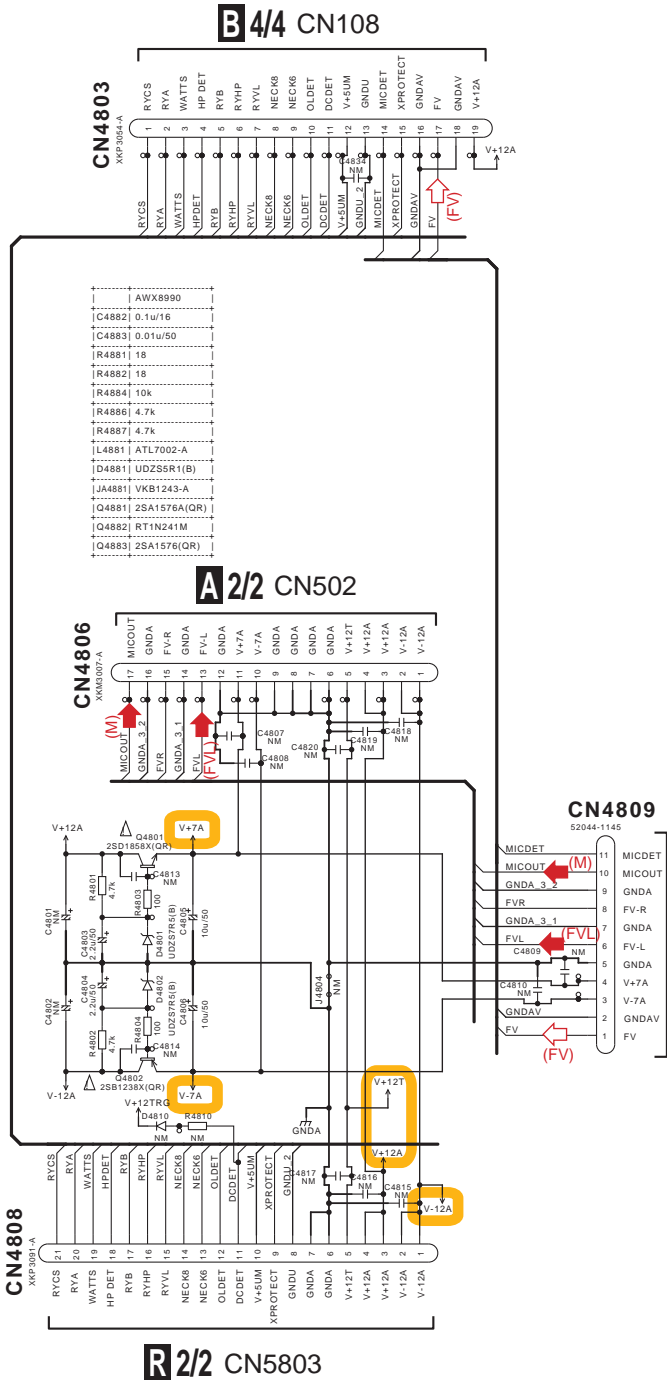 B 4/4 CN108
CN4803
XKP3054-A
RYCS
RYA
WATTS
HP DET
RYB
RYHP
RYVL
NECK8
NECK6
OLDET
DCDET
V+5UM
GNDU
MICDET
XPROTECT
GNDAV
FV
GNDAV
V+12A
1 2 3 4 5 6 7 8 9 10 11 12 13 14 15 16 17 18 19
V+12A
C4834
NM
RYCS
RYA
WATTS
HPDET
RYB
RYHP
RYVL
NECK8
NECK6
OLDET
DCDET
V+5UM
GNDU_2
MICDET
XPROTECT
GNDAV
FV
(FV)
| | AWX8990 |
|C4882| 0.1u/16 |
|C4883| 0.01u/50 |
|R4881| 18 |
|R4882| 18 |
|R4884| 10k |
|R4886| 4.7k |
|R4887| 4.7k |
|L4881| ATL7002-A |
|D4881| UDZS5R1(B) |
|JA4881| VKB1243-A |
|Q4881| 2SA1576A(QR) |
|Q4882| RT1N241M |
|Q4883| 2SA1576(QR) |
A 2/2 CN502
CN4806
XKM3007-A
MICOUT
GNDA
FV-R
GNDA
FV-L
GNDA
V+7A
V-7A
GNDA
GNDA
GNDA
GNDA
V+12T
V+12A
V+12A
V-12A
V-12A
17 16 15 14 13 12 11 10 9 8 7 6 5 4 3 2 1
(M)
MICOUT
GNDA_3_2
FVR
GNDA_3_1
FVL
(FVL)
C4807
NM
C4808
NM
C4820
NM
C4819
NM
C4818
NM
CN4809
52044-1145
MICDET 11 MICDET
MICOUT (M) 10 MICOUT
GNDA_3_2 9 GNDA
FVR 8 FV-R
GNDA_3_1 7 GNDA
FVL (FVL) 6 FV-L
C4809 NM 5 GNDA
C4810 NM 4 V+7A
3 V-7A
GNDAV 2 GNDAV
FV 1 FV
(FV)
V+12A
Q4801
2SD1858X(QR)
V+7A
C4813
NM
R4801
4.7k
R4803
100
C4801
NM
C4803
2.2u/50
D4801
UDZS7R5(B)
C4805
10u/50
C4802
NM
C4804
2.2u/50
D4802
UDZS7R5(B)
C4806
10u/50
R4802
4.7k
R4804
100
C4814
NM
V-12A
Q4802
2SB1238X(QR)
V-7A
J4804
NM
V+12TRG
D4810
NM
R4810
NM
GNDA
V+12T
V+12A
V-12A
C4817
NM
C4816
NM
C4815
NM
RYCS
RYA
WATTS
HPDET
RYB
RYHP
RYVL
NECK8
NECK6
OLDET
DCDET
V+5UM
XPROTECT
GNDU_2
CN4808
XKP3091-A
21 20 19 18 17 16 15 14 13 12 11 10 9 8 7 6 5 4 3 2 1
RYCS
RYA
WATTS
HP DET
RYB
RYHP
RYVL
NECK8
NECK6
OLDET
DCDET
V+5UM
XPROTECT
GNDU
GNDA
GNDA
V+12T
V+12A
V+12A
V-12A
V-12A
R 2/2 CN5803